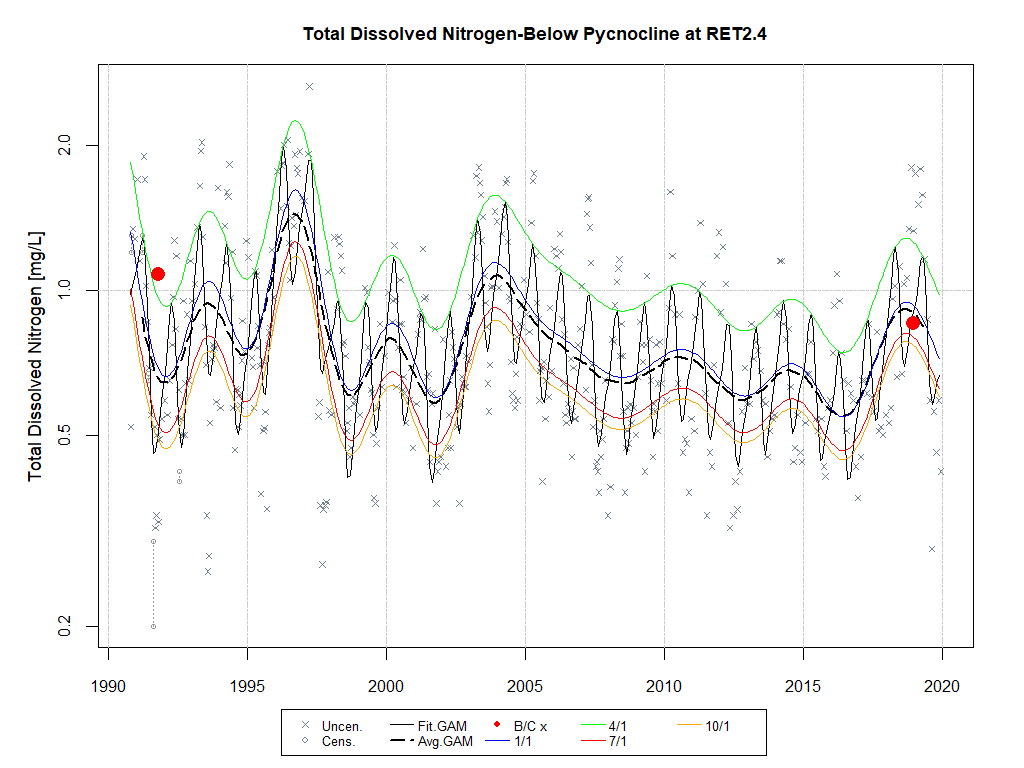 Total Dissolved Nitrogen-Below Pycnocline at RET2.4
Total Dissolved Nitrogen [mg/L]
2.0
1.0
0.5
0.2
1990 1995 2000 2005 2010 2015 2020
Uncen. Fit.GAM B/C x 4/1 10/1
Cens. Avg.GAM 1/1 7/1